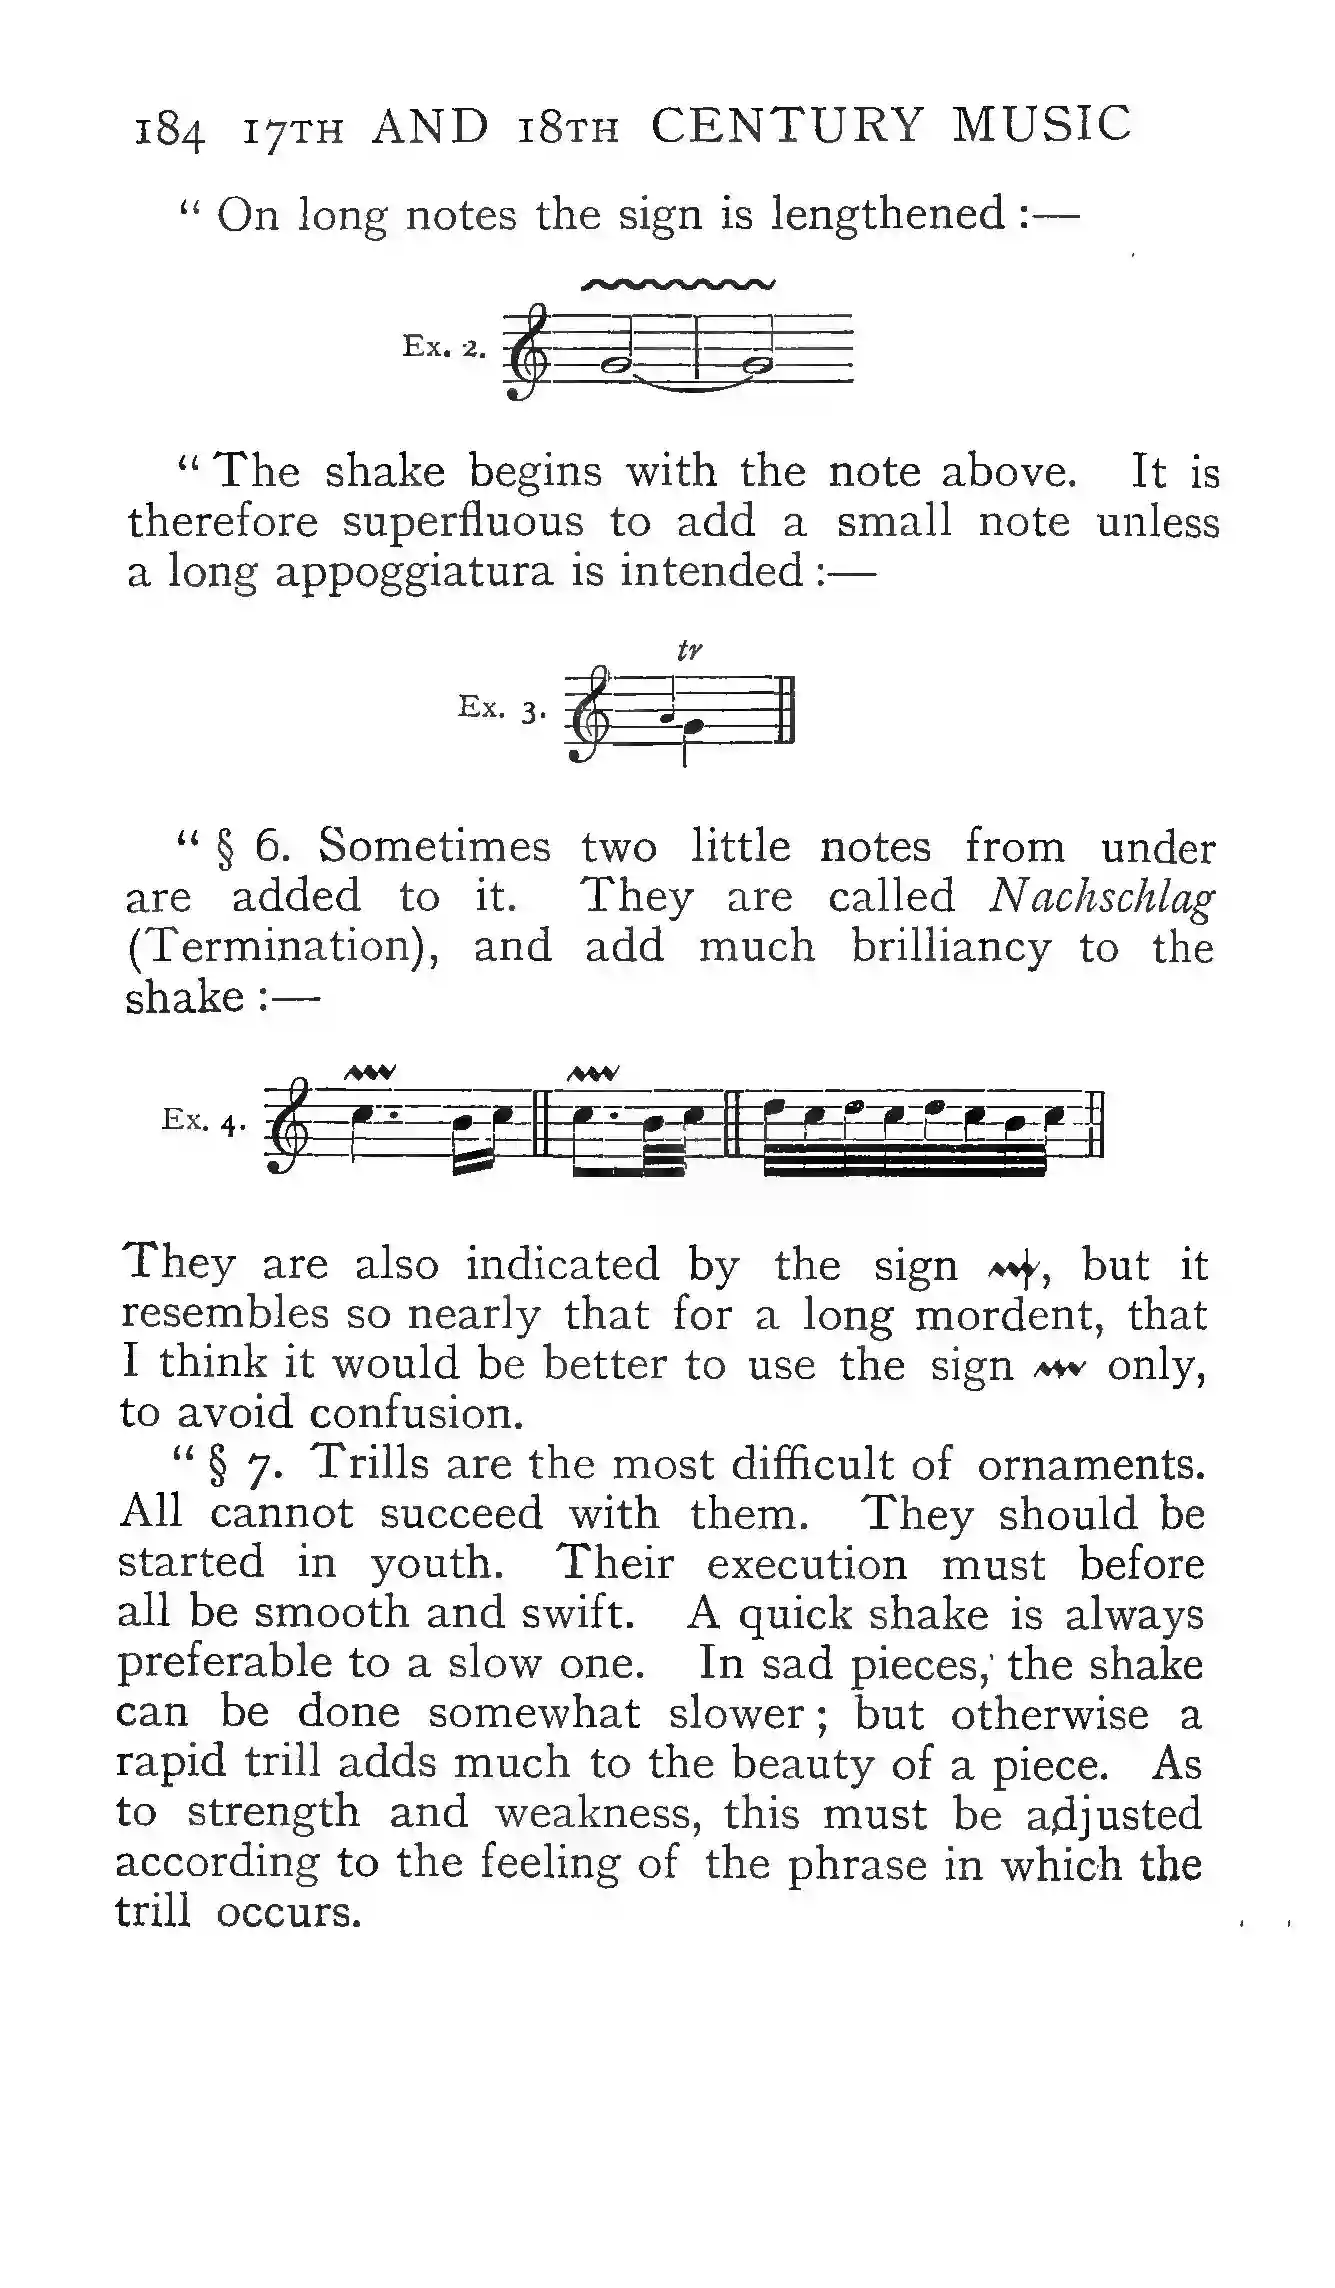 184 17TH AND 18TH CENTURY MUSIC
“ On long notes the sign is lengthened :—
Ex. 2.
“ The shake begins with the note above. It is
therefore superfluous to add a small note unless
a long appoggiatura is intended :—
tr
Ex. 3.
“ § 6. Sometimes two little notes from under
are added to it. They are called Nachschlag
(Termination), and add much brilliancy to the
shake :—
Ex. 4.
They are also indicated by the sign , but it
resembles so nearly that for a long mordent, that
I think it would be better to use the sign only,
to avoid confusion.
“ § 7. Trills are the most difficult of ornaments.
All cannot succeed with them. They should be
started in youth. Their execution must before
all be smooth and swift. A quick shake is always
preferable to a slow one. In sad pieces, the shake
can be done somewhat slower ; but otherwise a
rapid trill adds much to the beauty of a piece. As
to strength and weakness, this must be adjusted
according to the feeling of the phrase in which the
trill occurs.